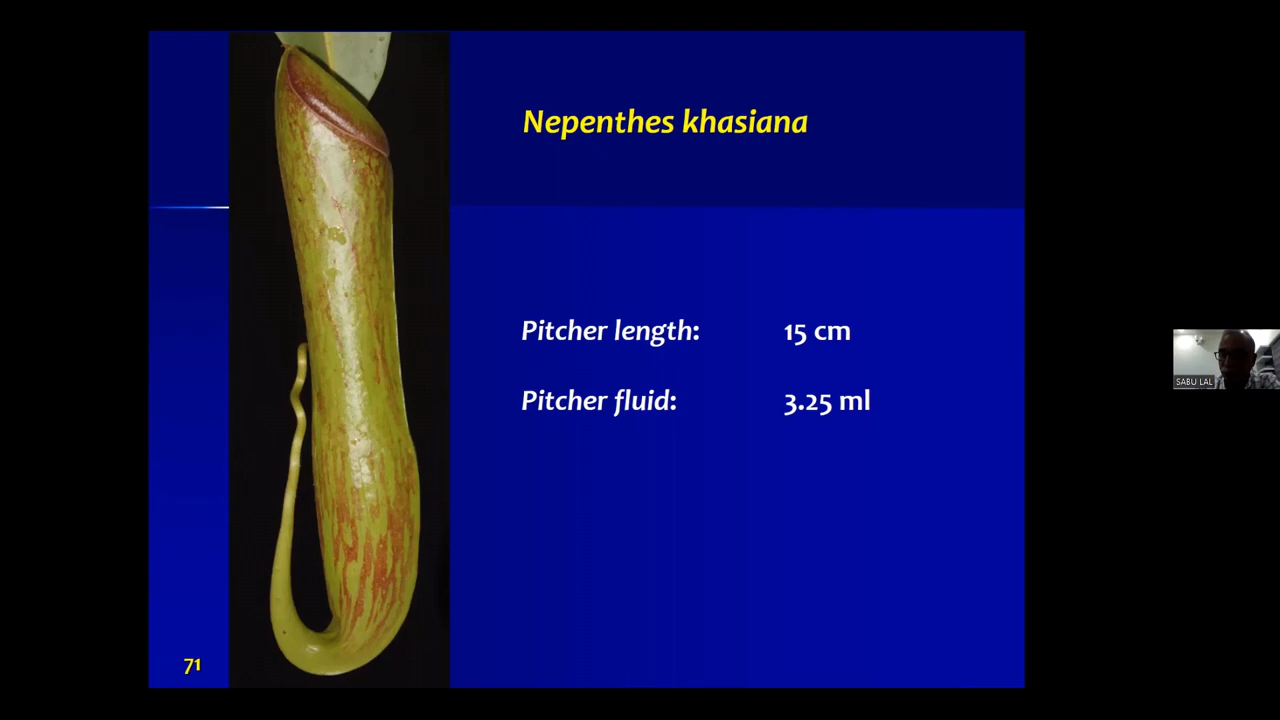 Nepenthes khasiana
Pitcher length: 15 cm
Pitcher fluid: 3.25 ml
SABU LAL
71